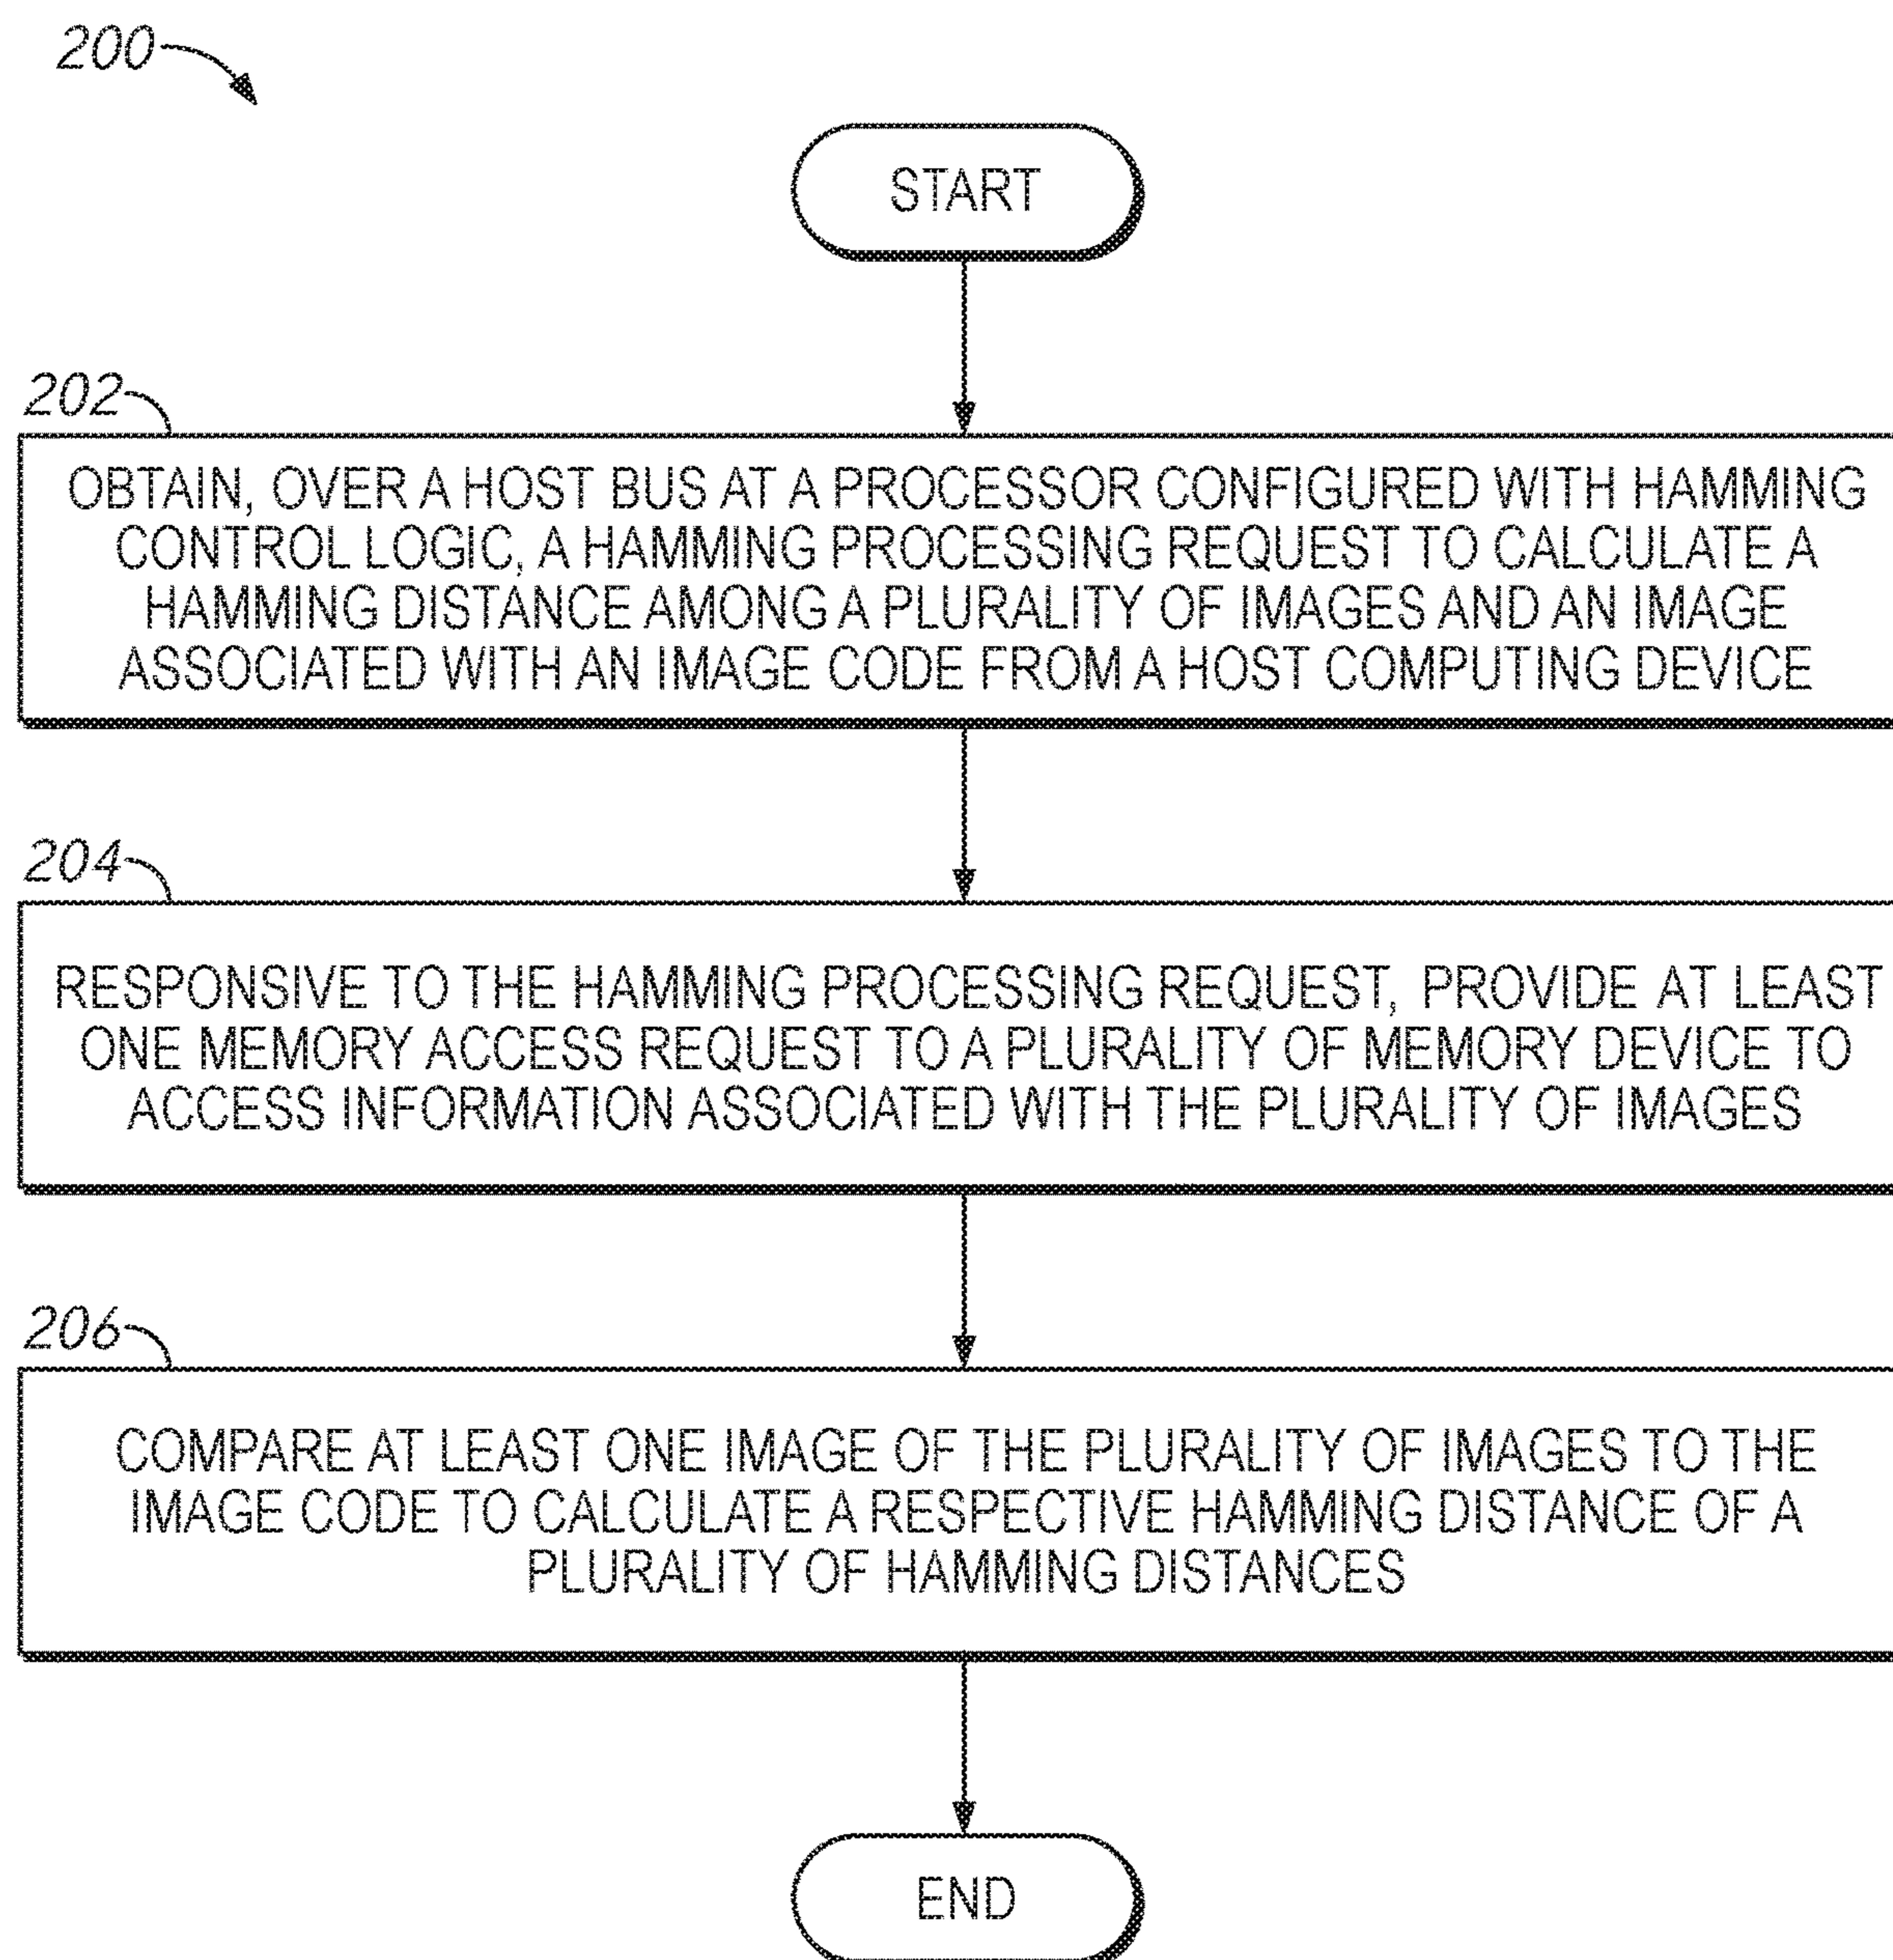 200
START
202
OBTAIN, OVER A HOST BUS AT A PROCESSOR CONFIGURED WITH HAMMING
CONTROL LOGIC, A HAMMING PROCESSING REQUEST TO CALCULATE A
HAMMING DISTANCE AMONG A PLURALITY OF IMAGES AND AN IMAGE
ASSOCIATED WITH AN IMAGE CODE FROM A HOST COMPUTING DEVICE
204
RESPONSIVE TO THE HAMMING PROCESSING REQUEST, PROVIDE AT LEAST
ONE MEMORY ACCESS REQUEST TO A PLURALITY OF MEMORY DEVICE TO
ACCESS INFORMATION ASSOCIATED WITH THE PLURALITY OF IMAGES
206
COMPARE AT LEAST ONE IMAGE OF THE PLURALITY OF IMAGES TO THE
IMAGE CODE TO CALCULATE A RESPECTIVE HAMMING DISTANCE OF A
PLURALITY OF HAMMING DISTANCES
END